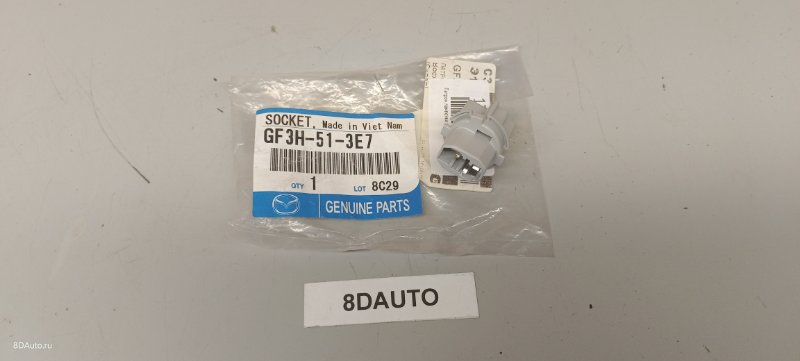 SOCKET, Made in Viet Nam
GF3H-51-3E7
QTY 1 LOT 8C29
GENUINE PARTS
8DAUTO
8DAuto.ru